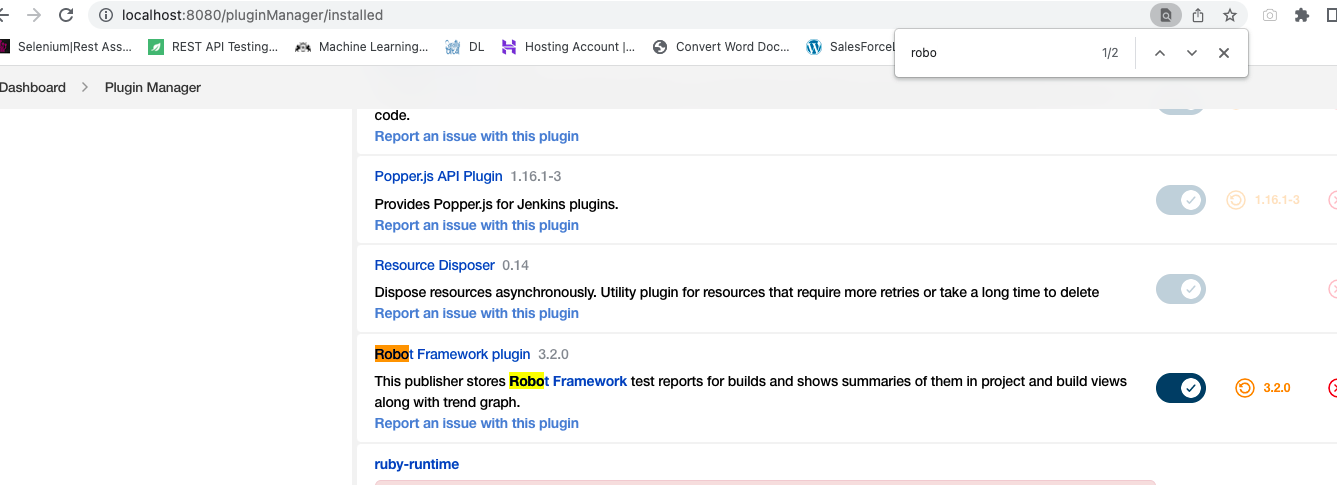 localhost:8080/pluginManager/installed
Selenium|Rest Ass... REST API Testing... Machine Learning... DL Hosting Account |... Convert Word Doc... SalesForce
robo 1/2
Dashboard Plugin Manager
code.
Report an issue with this plugin
Popper.js API Plugin 1.16.1-3
Provides Popper.js for Jenkins plugins.
1.16.1-3
Report an issue with this plugin
Resource Disposer 0.14
Dispose resources asynchronously. Utility plugin for resources that require more retries or take a long time to delete
Report an issue with this plugin
Robot Framework plugin 3.2.0
This publisher stores Robot Framework test reports for builds and shows summaries of them in project and build views
3.2.0
along with trend graph.
Report an issue with this plugin
ruby-runtime